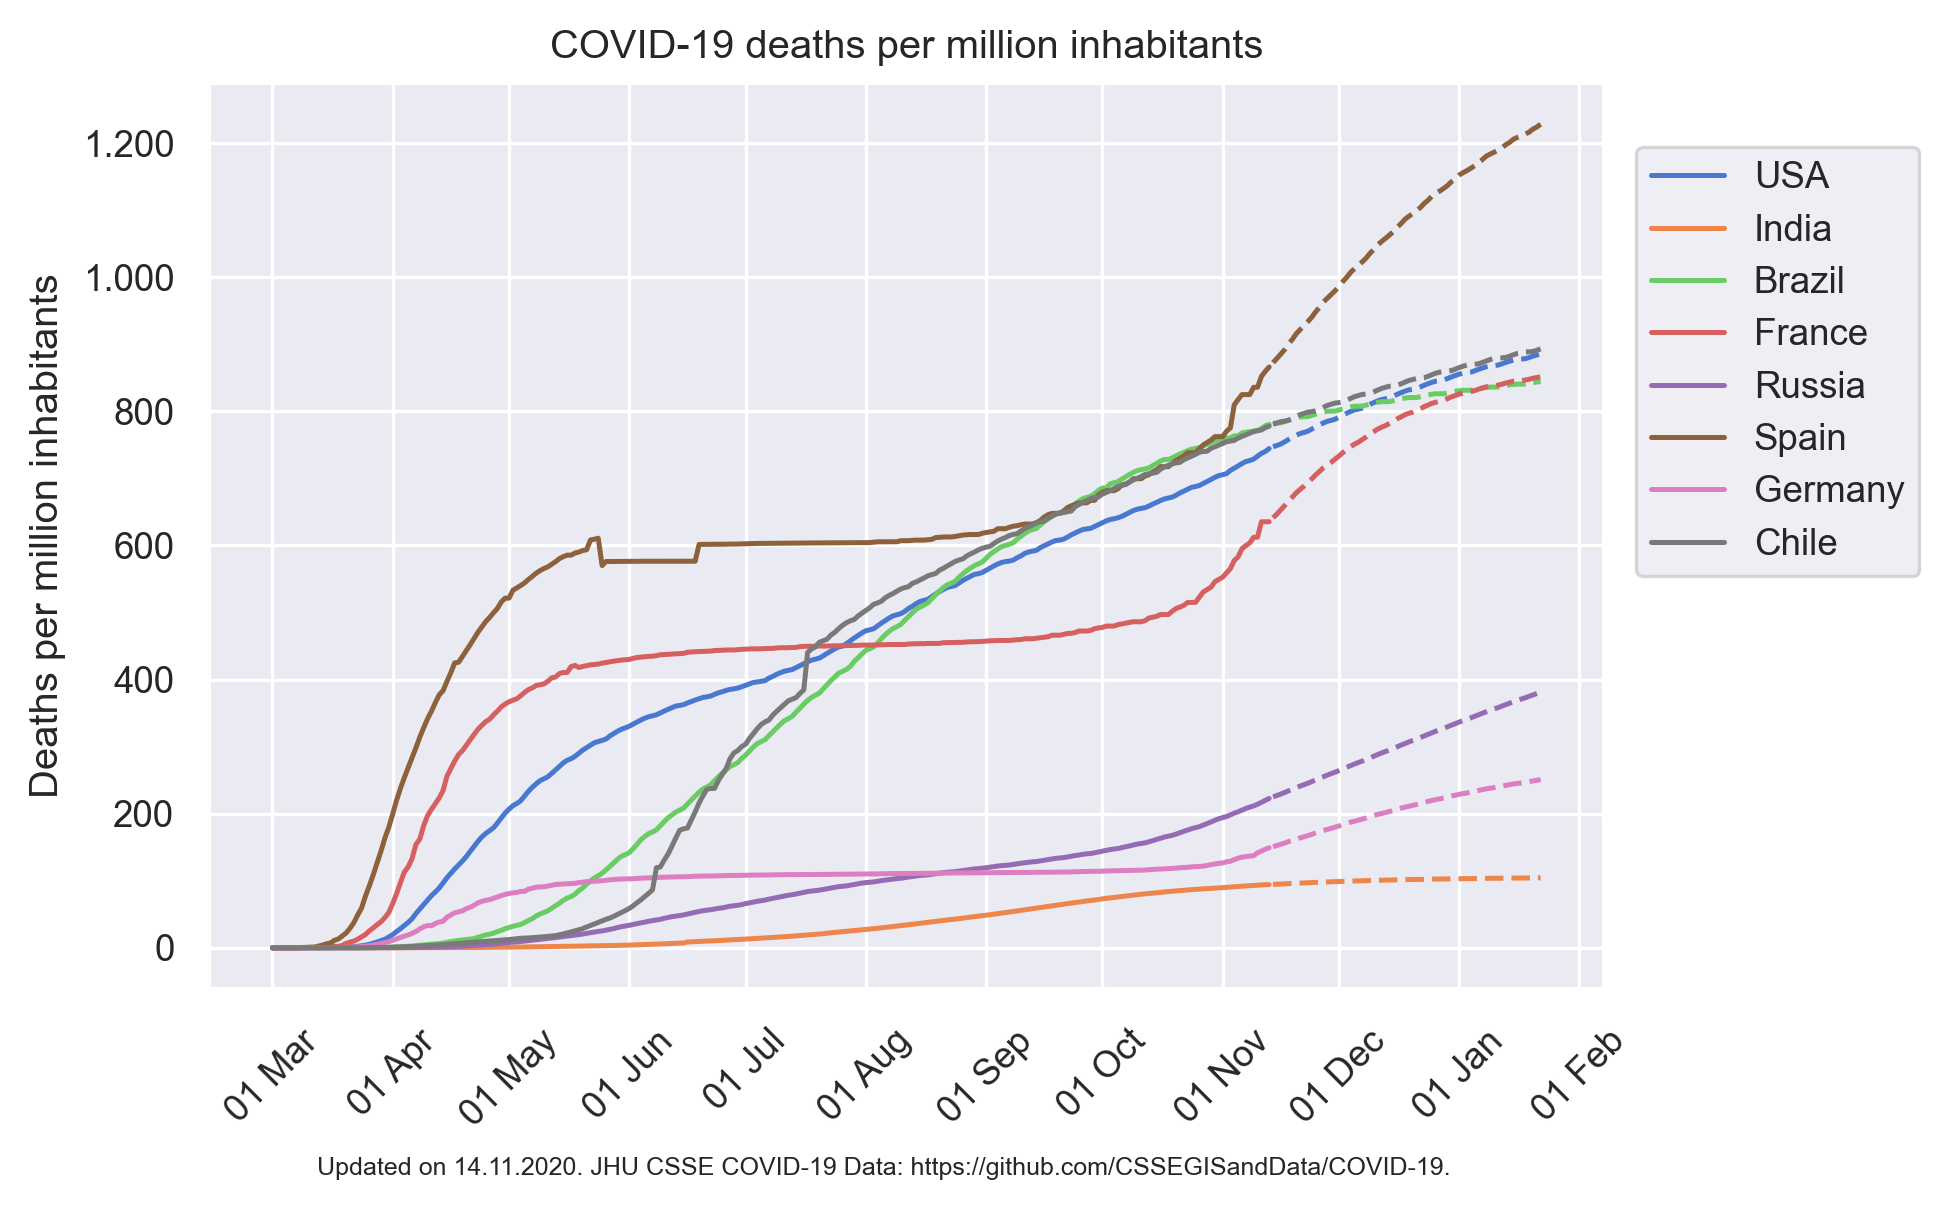 COVID-19 deaths per million inhabitants
Deaths per million inhabitants
1.200
1.000
800
600
400
200
0
01 Mar
01 Apr
01 May
01 Jun
01 Jul
01 Aug
01 Sep
01 Oct
01 Nov
01 Dec
01 Jan
01 Feb
USA
India
Brazil
France
Russia
Spain
Germany
Chile
Updated on 14.11.2020. JHU CSSE COVID-19 Data: https://github.com/CSSEGISandData/COVID-19.